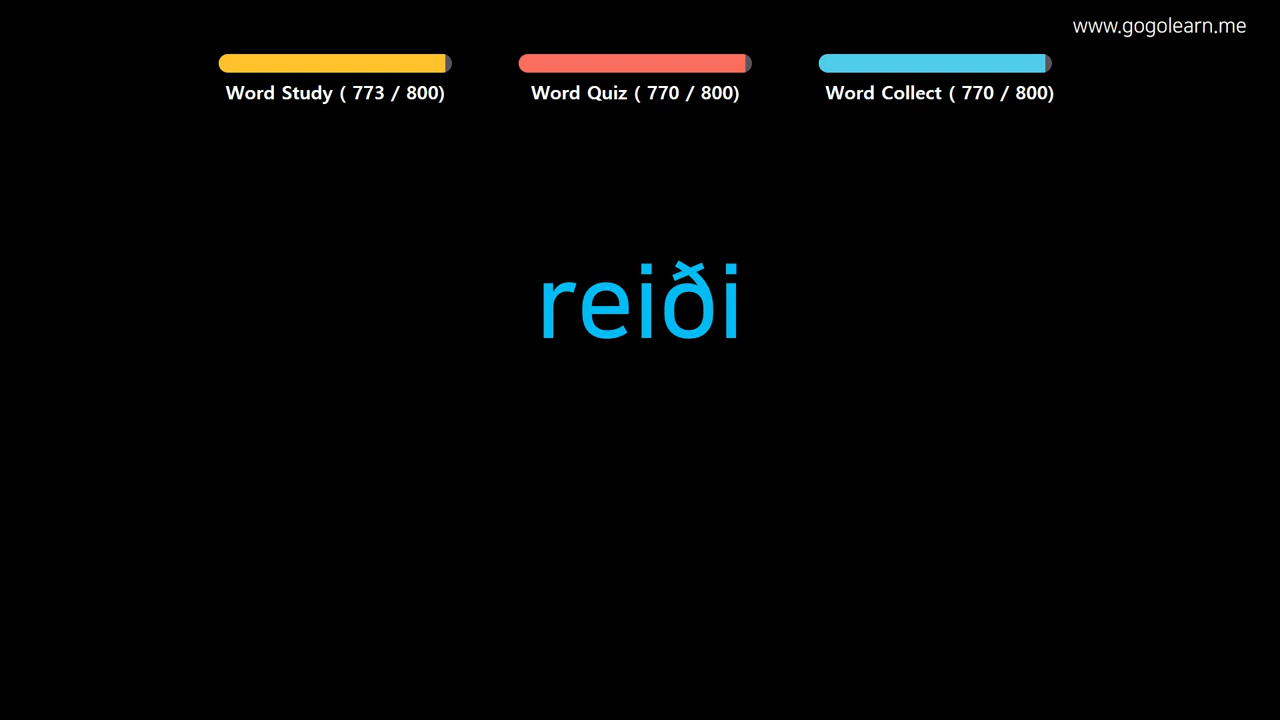 www.gogolearn.me
Word Study ( 773 / 800)
Word Quiz ( 770 / 800)
Word Collect ( 770 / 800)
reiði